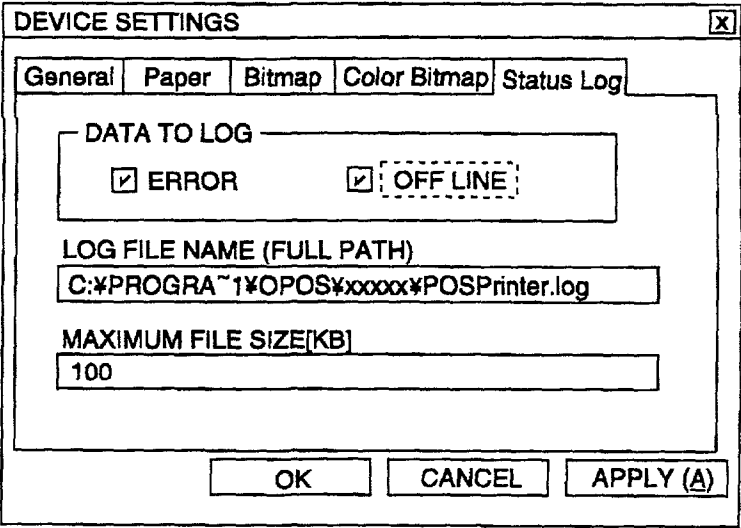 DEVICE SETTINGS x
General Paper Bitmap Color Bitmap Status Log
DATA TO LOG
ERROR OFF LINE
LOG FILE NAME (FULL PATH)
C:¥PROGRA~1¥OPOS¥xxxxx¥POSPrinter.log
MAXIMUM FILE SIZE[KB]
100
OK CANCEL APPLY (A)